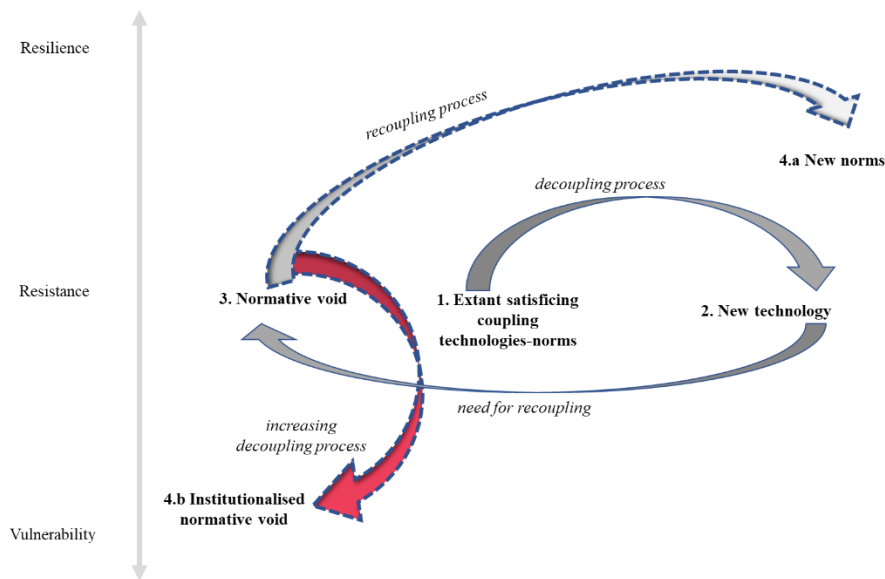 Resilience
recoupling process
4.a New norms
decoupling process
Resistance
3. Normative void
1. Extant satisficing
coupling
technologies-norms
2. New technology
need for recoupling
increasing
decoupling process
4.b Institutionalised
normative void
Vulnerability